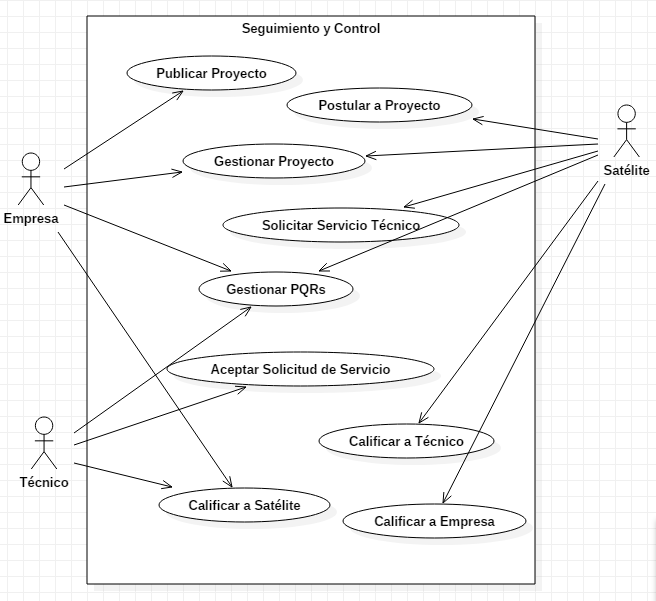 Seguimiento y Control
Publicar Proyecto
Postular a Proyecto
Gestionar Proyecto
Satélite
Empresa
Solicitar Servicio Técnico
Gestionar PQRs
Aceptar Solicitud de Servicio
Calificar a Técnico
Técnico
Calificar a Satélite
Calificar a Empresa